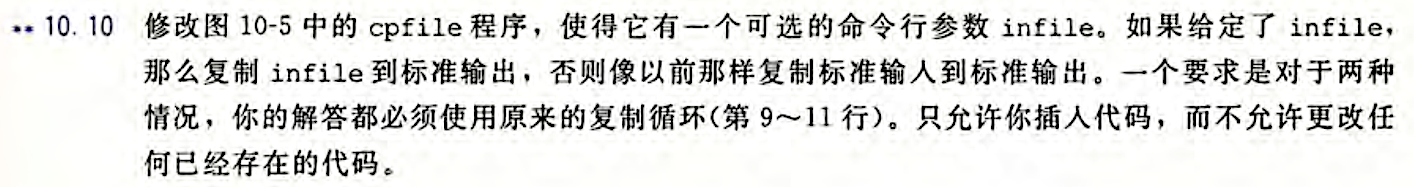 •• 10.10 修改图 10-5 中的 cpfile 程序，使得它有一个可选的命令行参数 infile。如果给定了 infile，
那么复制 infile 到标准输出，否则像以前那样复制标准输入到标准输出。一个要求是对于两种
情况，你的解答都必须使用原来的复制循环(第 9～11 行)。只允许你插入代码，而不允许更改任
何已经存在的代码。